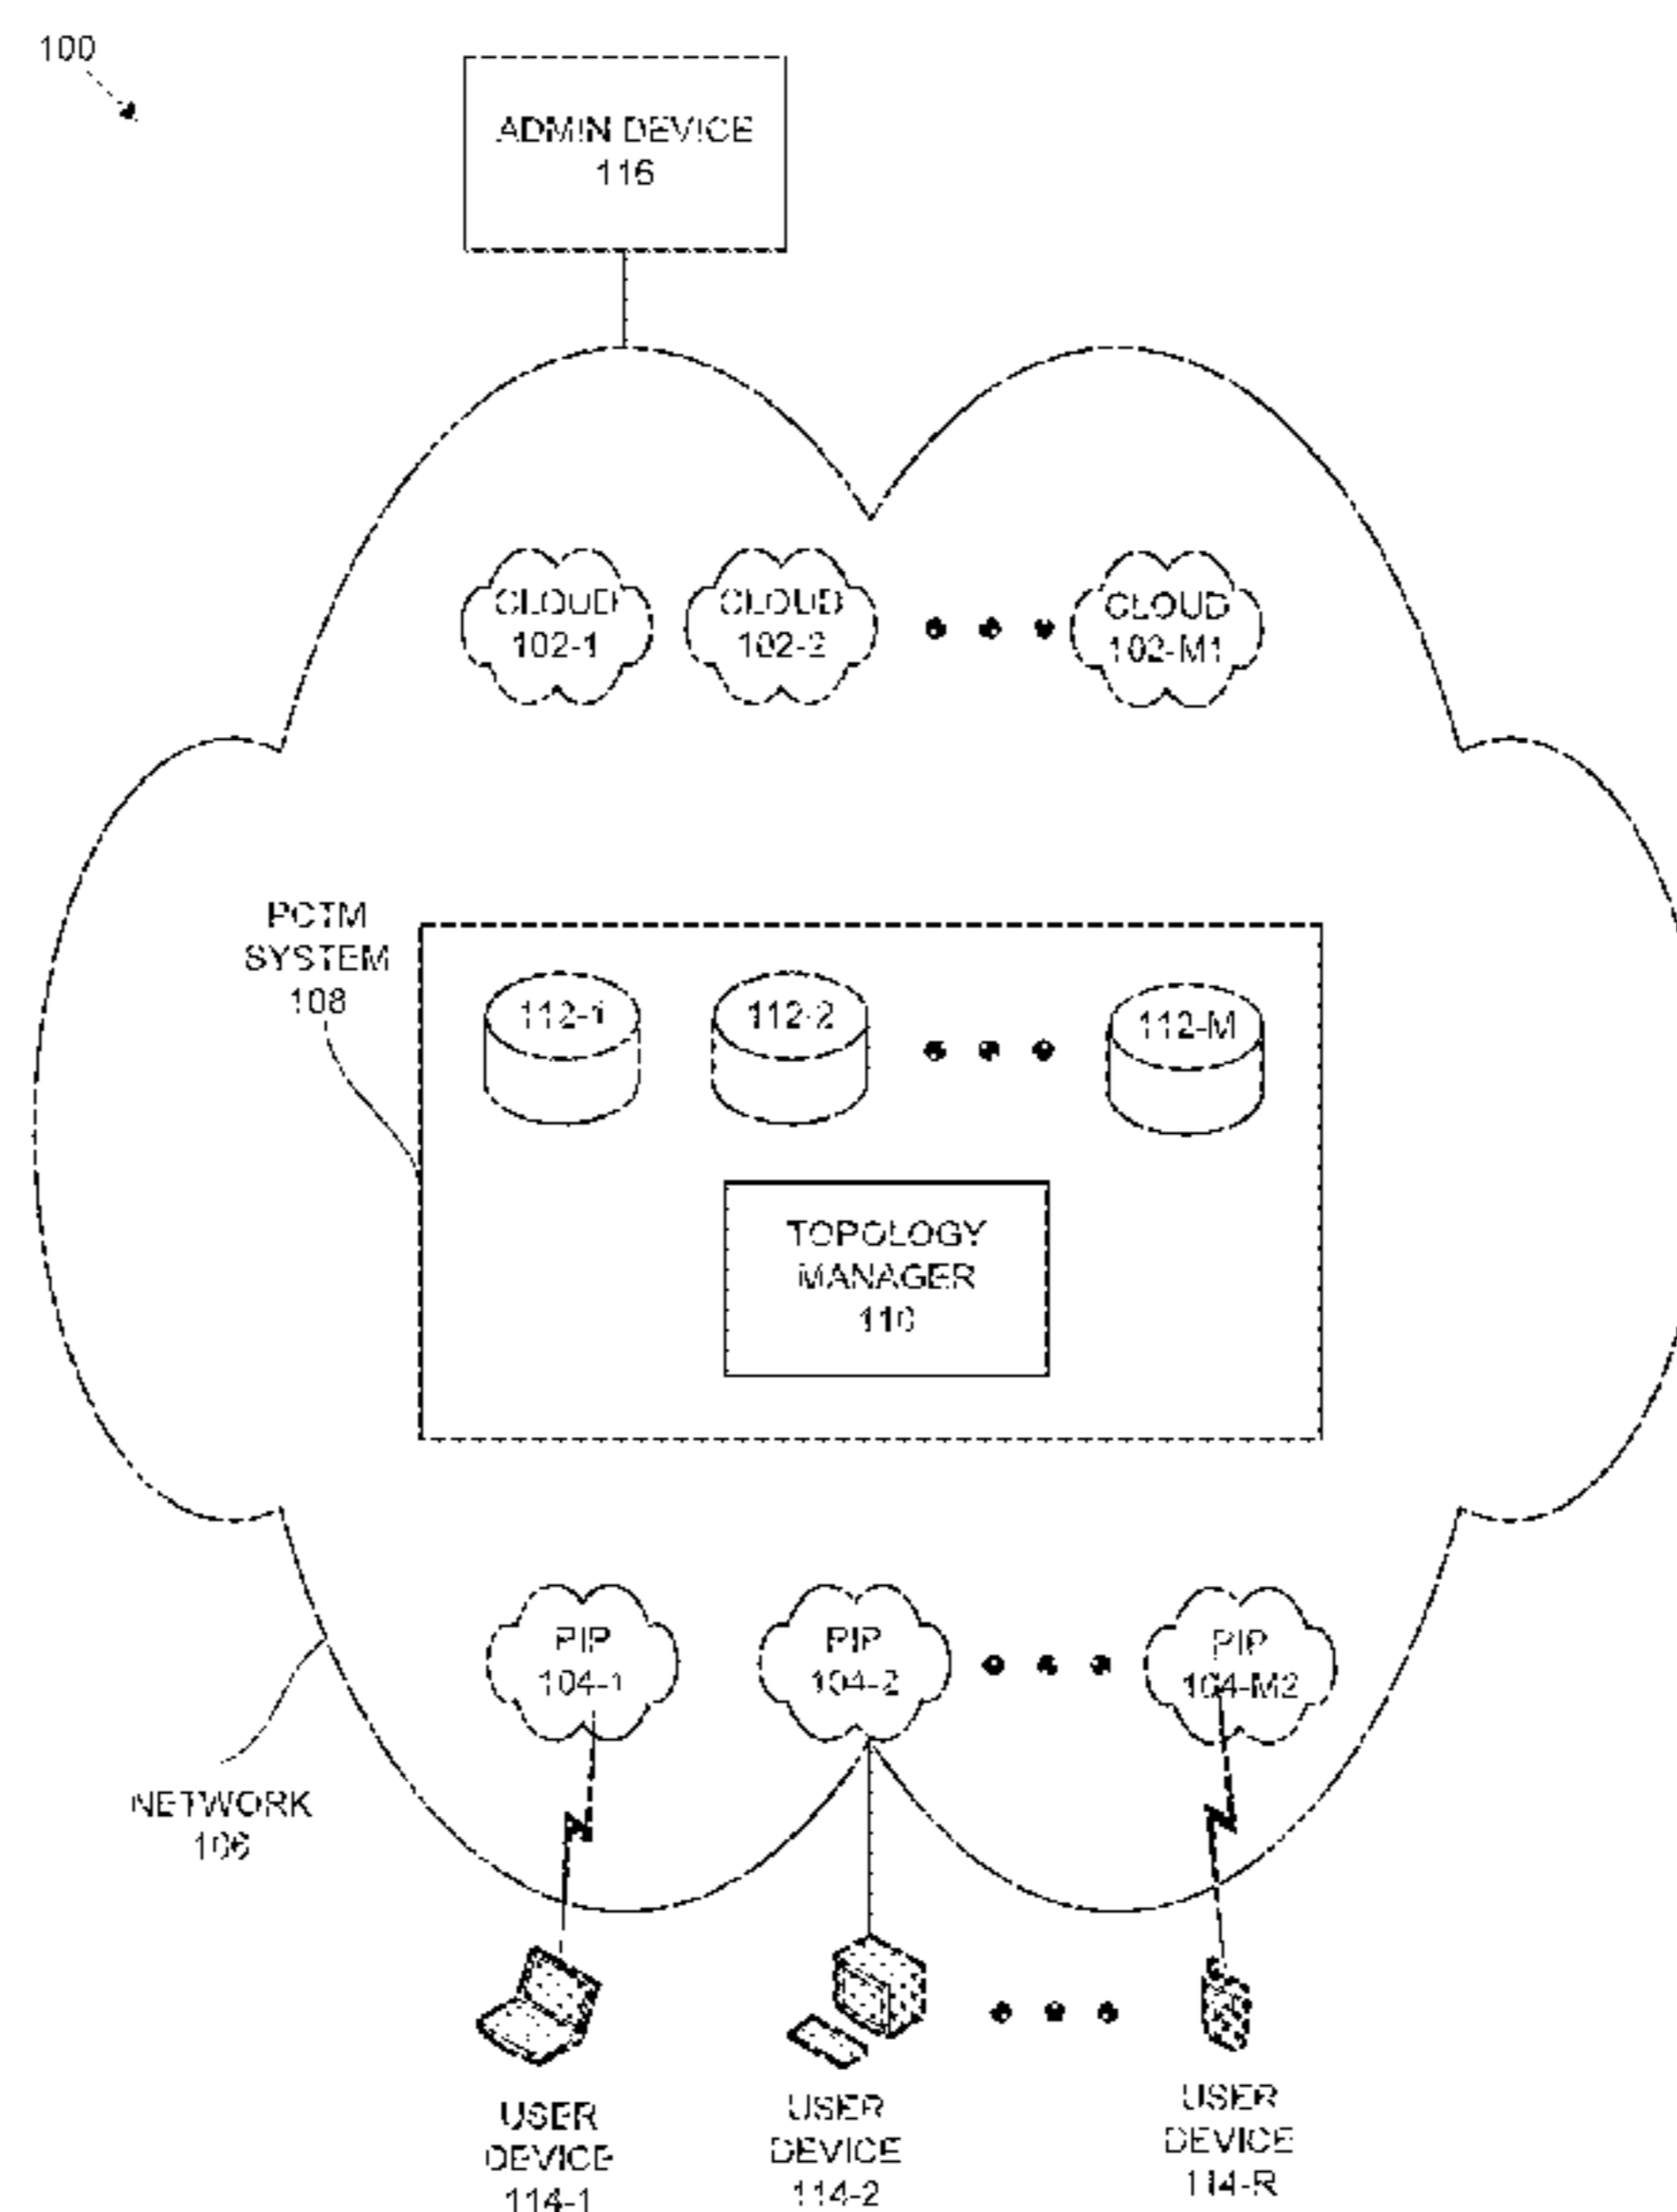 100
ADMIN DEVICE
116
CLOUD
102-1
CLOUD
102-2
CLOUD
102-M1
PCTM
SYSTEM
108
112-1
112-2
112-M
TOPOLOGY
MANAGER
110
PIP
104-1
PIP
104-2
PIP
104-M2
NETWORK
106
USER
DEVICE
114-1
USER
DEVICE
114-2
USER
DEVICE
114-R